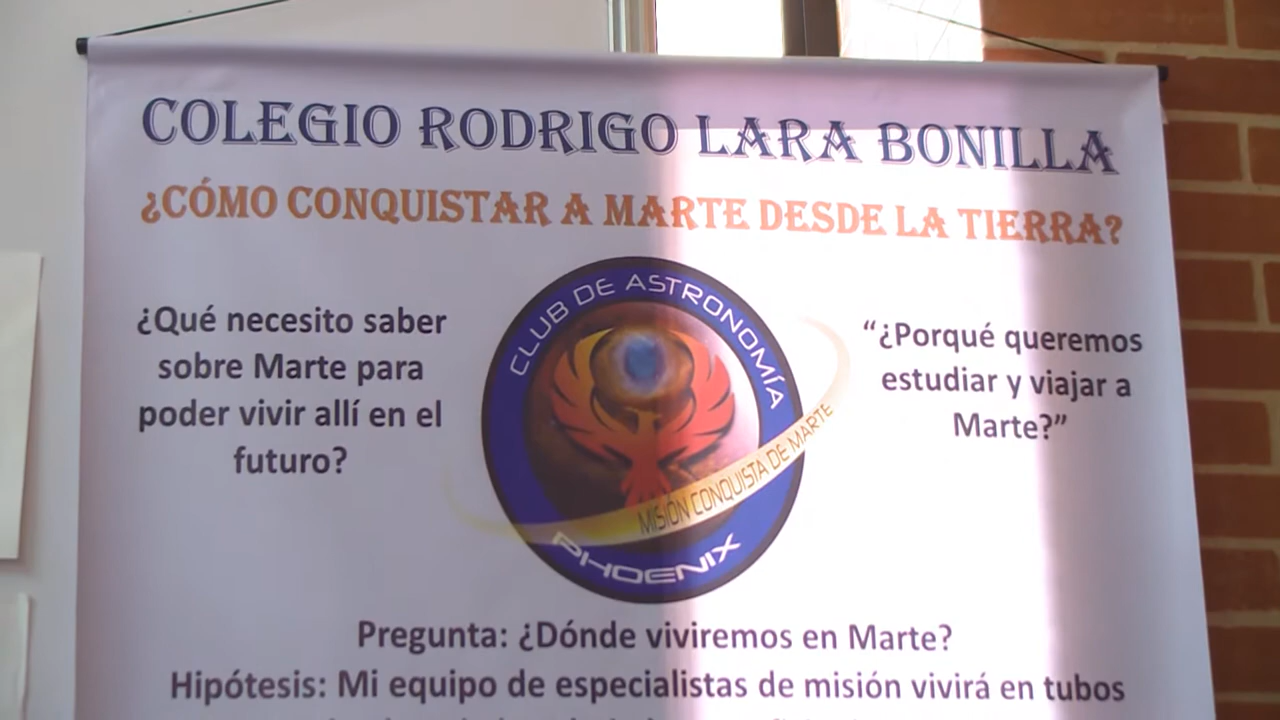 COLEGIO RODRIGO LARA BONILLA
¿CÓMO CONQUISTAR A MARTE DESDE LA TIERRA?
¿Qué necesito saber
sobre Marte para
poder vivir allí en el
futuro?
CLUB DE ASTRONOMÍA
MISIÓN CONQUISTA DE MARTE
PHOENIX
“¿Porqué queremos
estudiar y viajar a
Marte?”
Pregunta: ¿Dónde viviremos en Marte?
Hipótesis: Mi equipo de especialistas de misión vivirá en tubos